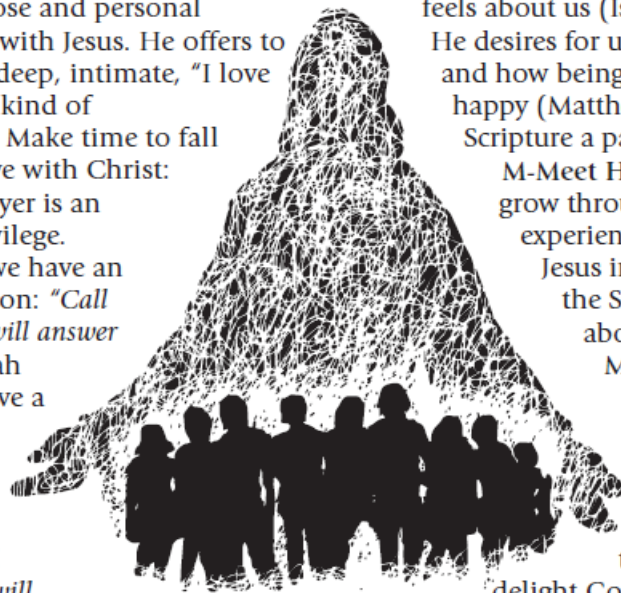 ose and personal
with Jesus. He offers to
deep, intimate, “I love
kind of
Make time to fall
e with Christ:
yer is an
vilege.
we have an
on: “Call
will answer
ah
ve a
will
feels about us (Is
He desires for u
and how being
happy (Matth
Scripture a pa
M-Meet H
grow throu
experien
Jesus in
the S
abo
M
t
delight Co